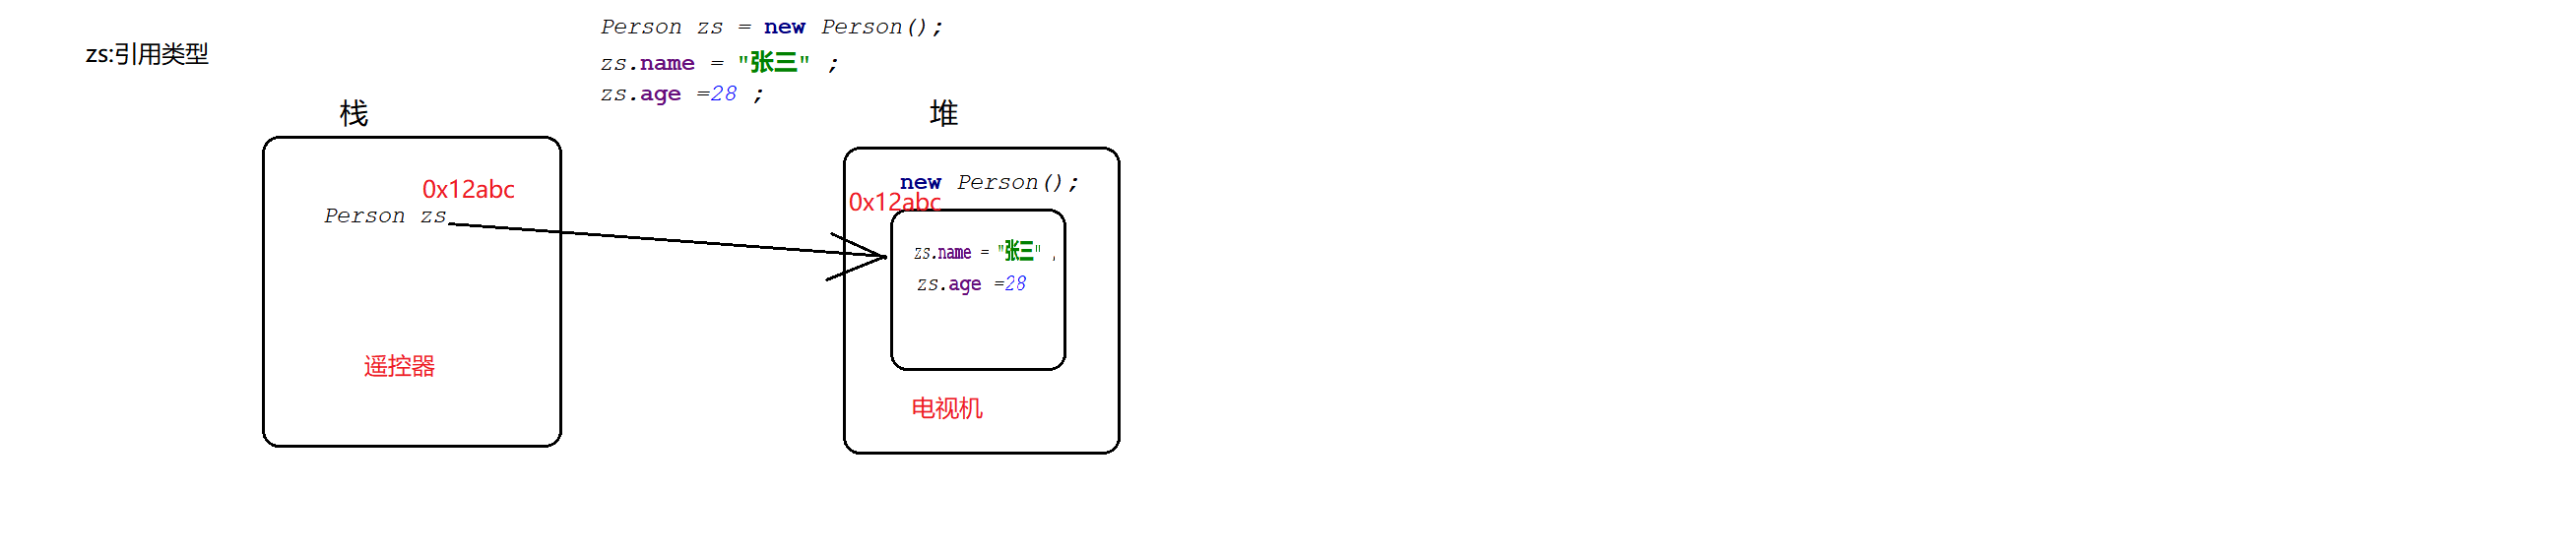 Person zs = new Person();
zs:引用类型
zs.name = "张三" ;
zs.age =28 ;
栈
堆
0x12abc
Person zs
new Person();
0x12abc
zs.name = "张三" ;
zs.age =28
遥控器
电视机